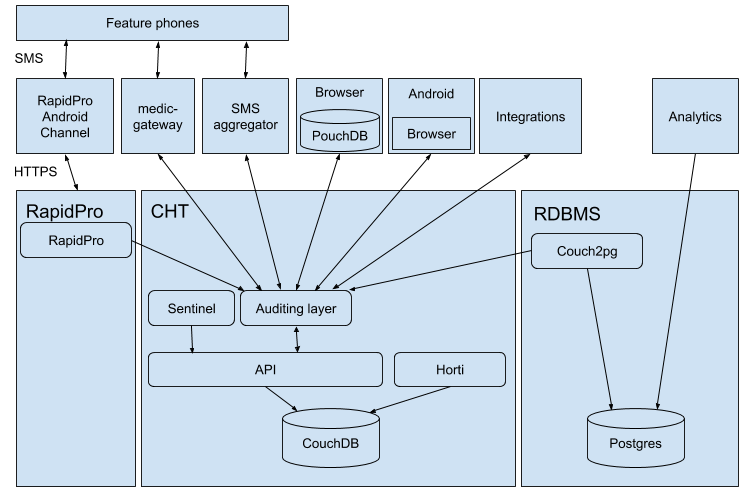 Feature phones
SMS
RapidPro
Android
Channel
medic-
gateway
SMS
aggregator
Browser
PouchDB
Android
Browser
Integrations
Analytics
HTTPS
RapidPro
RapidPro
CHT
RDBMS
Couch2pg
Sentinel
Auditing layer
API
Horti
CouchDB
Postgres